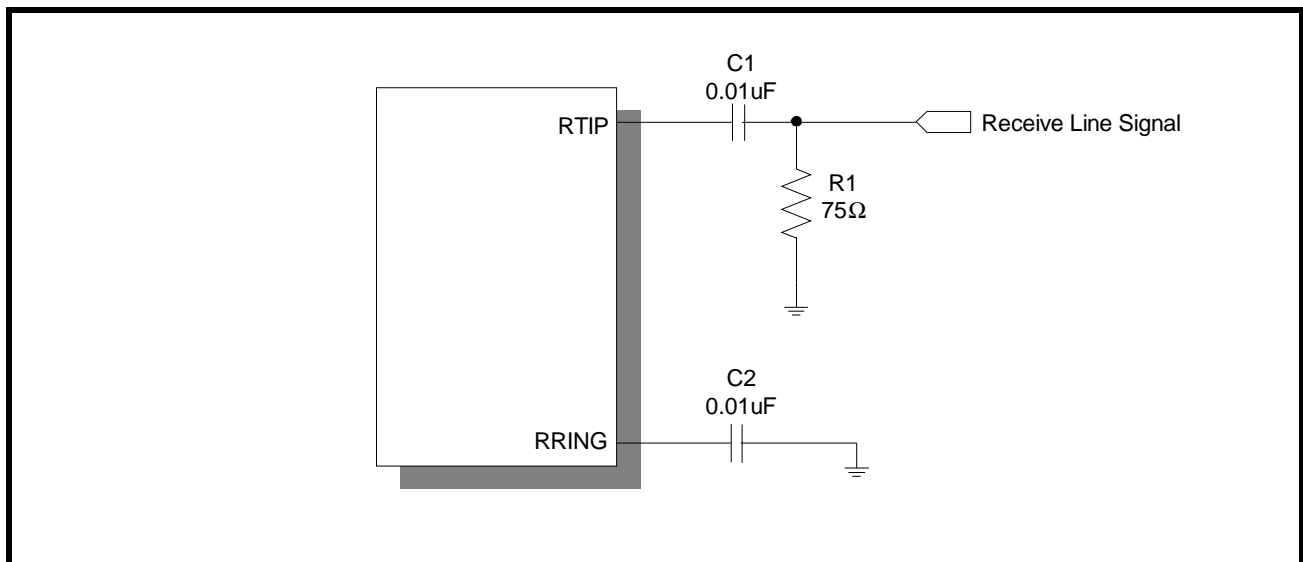 C1
0.01uF
RTIP
Receive Line Signal
R1
75Ω
C2
0.01uF
RRING